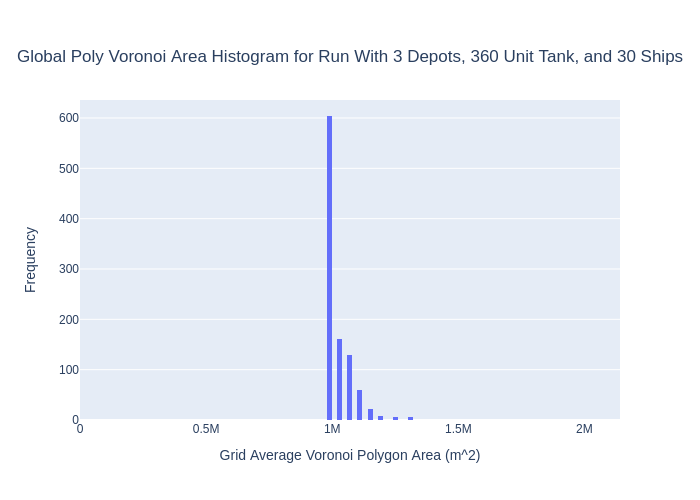 Global Poly Voronoi Area Histogram for Run With 3 Depots, 360 Unit Tank, and 30 Ships
600
500
400
300
200
100
0
Frequency
0 0.5M 1M 1.5M 2M
Grid Average Voronoi Polygon Area (m^2)